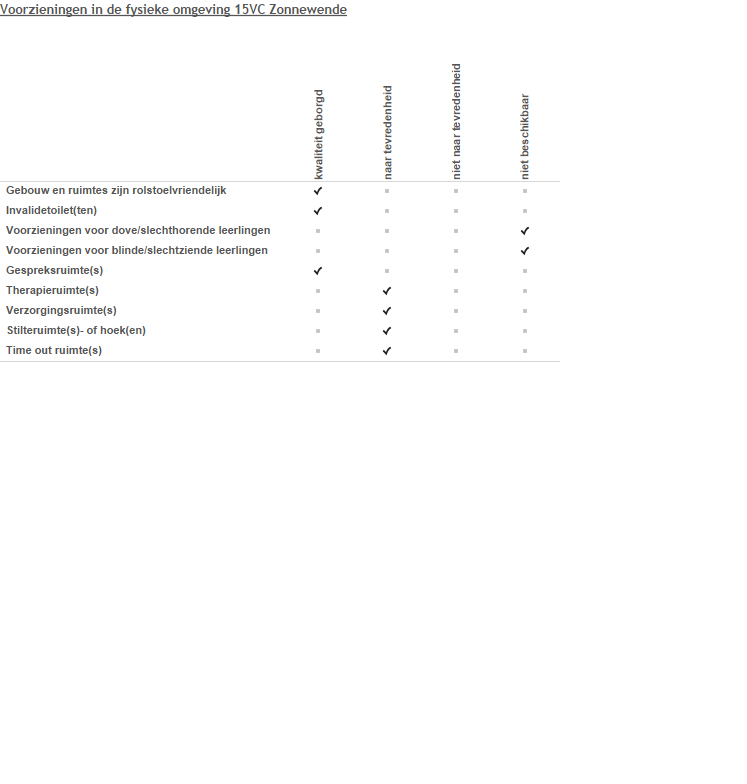 Voorzieningen in de fysieke omgeving 15VC Zonnewende
kwaliteit geborgd
naar tevredenheid
niet naar tevredenheid
niet beschikbaar
Gebouw en ruimtes zijn rolstoelvriendelijk
Invalidetoilet(ten)
Voorzieningen voor dove/slechthorende leerlingen
Voorzieningen voor blinde/slechtziende leerlingen
Gespreksruimte(s)
Therapieruimte(s)
Verzorgingsruimte(s)
Stilteruimte(s)- of hoek(en)
Time out ruimte(s)